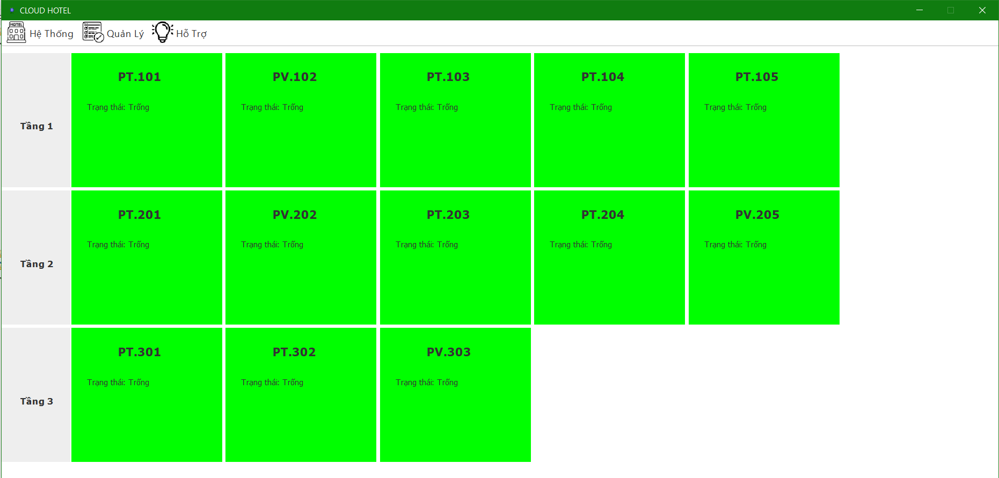 CLOUD HOTEL
HOTEL
Hệ Thống Quản Lý Hỗ Trợ
PT.101 PV.102 PT.103 PT.104 PT.105
Trạng thái: Trống Trạng thái: Trống Trạng thái: Trống Trạng thái: Trống Trạng thái: Trống
Tầng 1
PT.201 PV.202 PT.203 PT.204 PV.205
Trạng thái: Trống Trạng thái: Trống Trạng thái: Trống Trạng thái: Trống Trạng thái: Trống
Tầng 2
PT.301 PT.302 PV.303
Trạng thái: Trống Trạng thái: Trống Trạng thái: Trống
Tầng 3